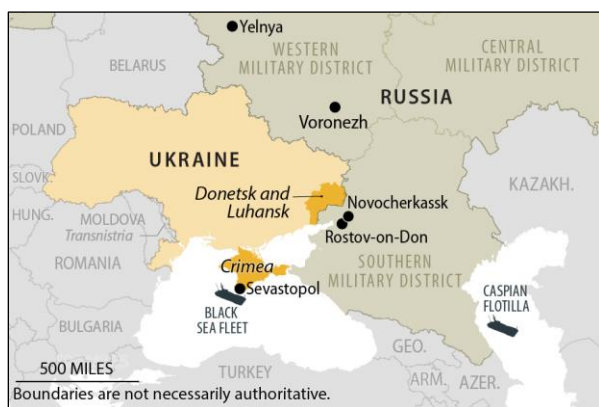 Yelnya
WESTERN
MILITARY DISTRICT
CENTRAL
MILITARY DISTRICT
BELARUS
RUSSIA
Voronezh
POLAND
UKRAINE
SLOVK.
Donetsk and
Luhansk
Novocherkassk
KAZAKH.
HUNG.
MOLDOVA
Transnistria
Rostov-on-Don
ROMANIA
Crimea
SOUTHERN
MILITARY DISTRICT
Sevastopol
CASPIAN
FLOTILLA
BLACK
SEA FLEET
BULGARIA
GEO.
500 MILES
TURKEY
ARM.
AZER.
Boundaries are not necessarily authoritative.